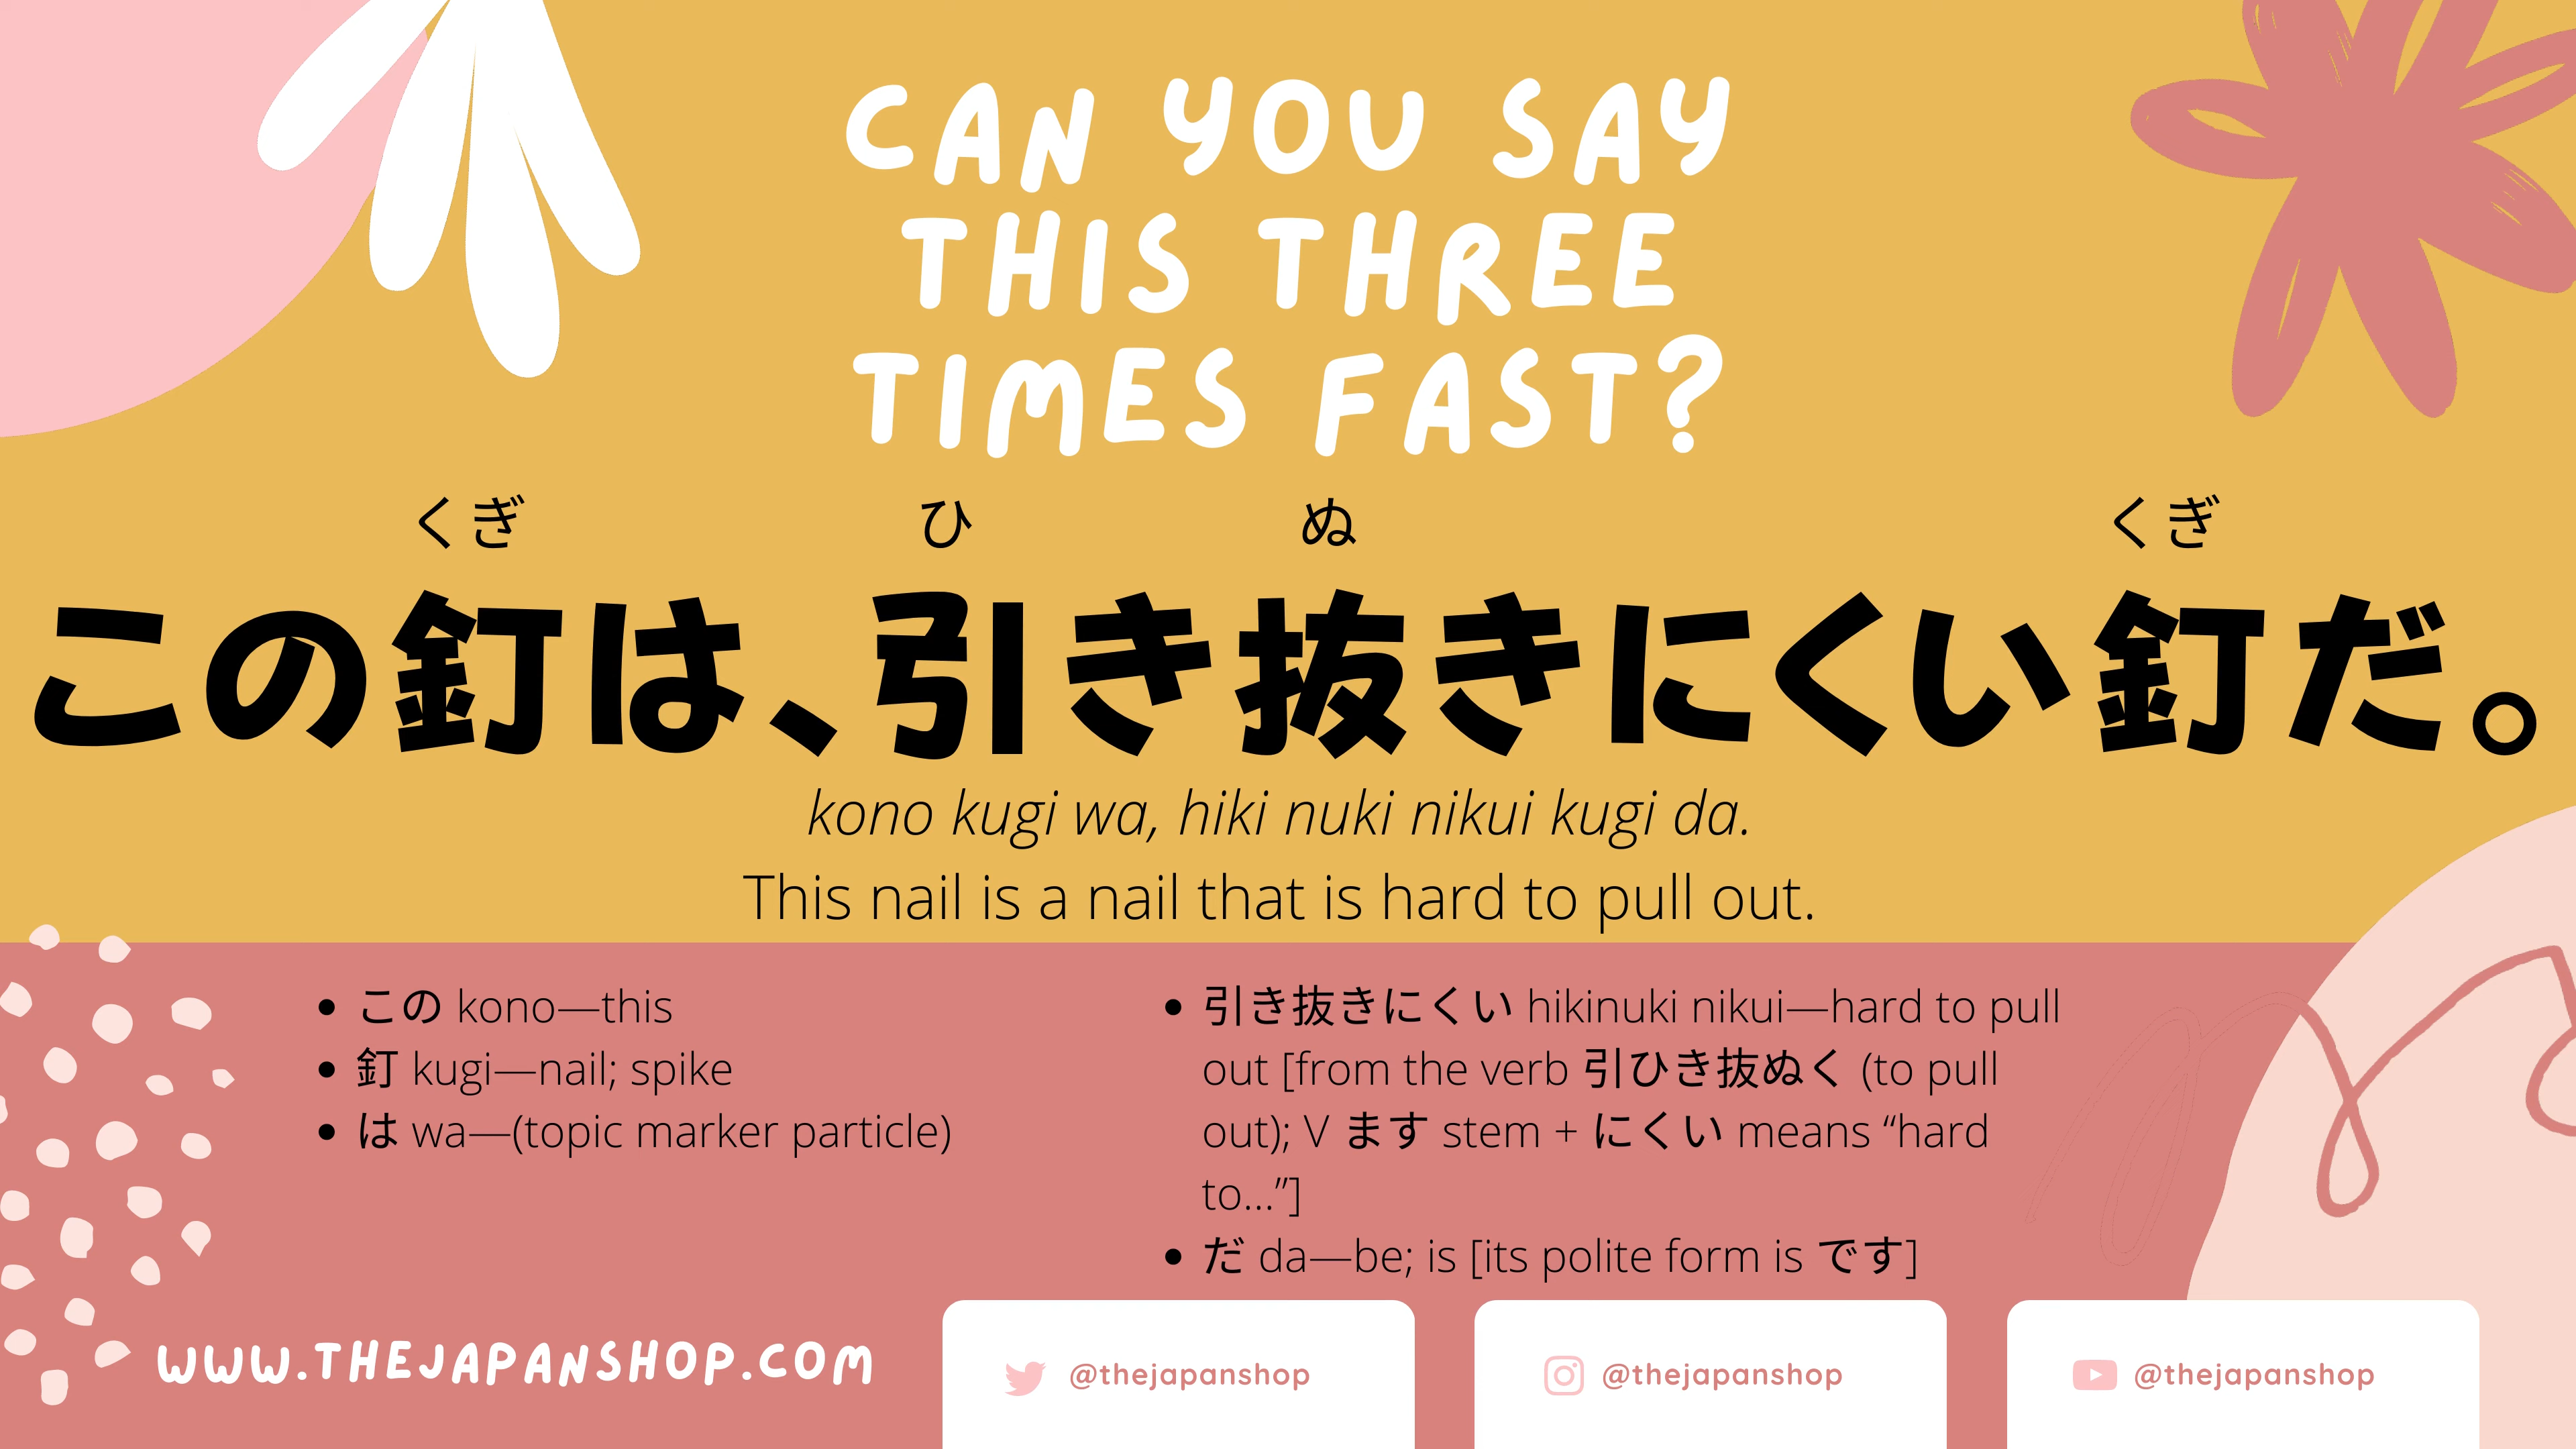 CAN YOU SAY
THIS THREE
TIMES FAST?
くぎ ひ ぬ くぎ
この釘は、引き抜きにくい釘だ。
kono kugi wa, hiki nuki nikui kugi da.
This nail is a nail that is hard to pull out.
• この kono—this
• 釘 kugi—nail; spike
• は wa—(topic marker particle)
• 引き抜きにくい hikinuki nikui—hard to pull
out [from the verb 引ひき抜ぬく (to pull
out); V ます stem + にくい means “hard
to...”]
• だ da—be; is [its polite form is です]
WWW.THEJAPANSHOP.COM
@thejapanshop
@thejapanshop
@thejapanshop